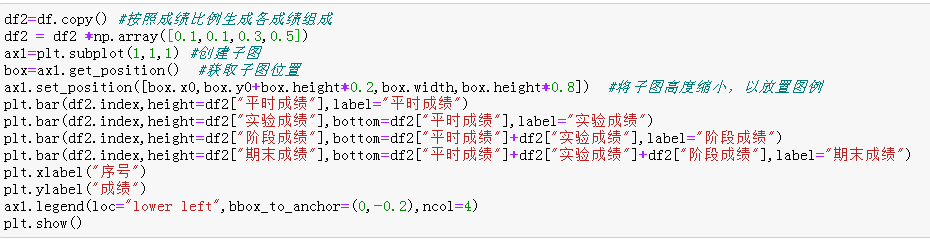 df2=df.copy() #按照成绩比例生成各成绩组成
df2 = df2 *np.array([0.1,0.1,0.3,0.5])
ax1=plt.subplot(1,1,1) #创建子图
box=ax1.get_position()  #获取子图位置
ax1.set_position([box.x0,box.y0+box.height*0.2,box.width,box.height*0.8])  #将子图高度缩小，以放置图例
plt.bar(df2.index,height=df2["平时成绩"],label="平时成绩")
plt.bar(df2.index,height=df2["实验成绩"],bottom=df2["平时成绩"],label="实验成绩")
plt.bar(df2.index,height=df2["阶段成绩"],bottom=df2["平时成绩"]+df2["实验成绩"],label="阶段成绩")
plt.bar(df2.index,height=df2["期末成绩"],bottom=df2["平时成绩"]+df2["实验成绩"]+df2["阶段成绩"],label="期末成绩")
plt.xlabel("序号")
plt.ylabel("成绩")
ax1.legend(loc="lower left",bbox_to_anchor=(0,-0.2),ncol=4)
plt.show()